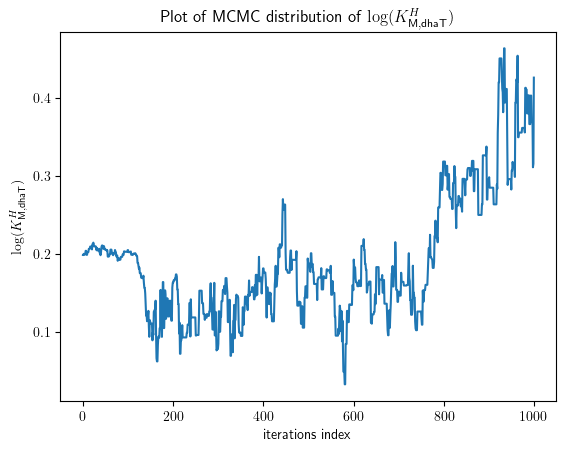 Plot of MCMC distribution of log(K^H_{M,dhaT})
log(K^H_{M,dhaT})
0.4
0.3
0.2
0.1
0 200 400 600 800 1000
iterations index